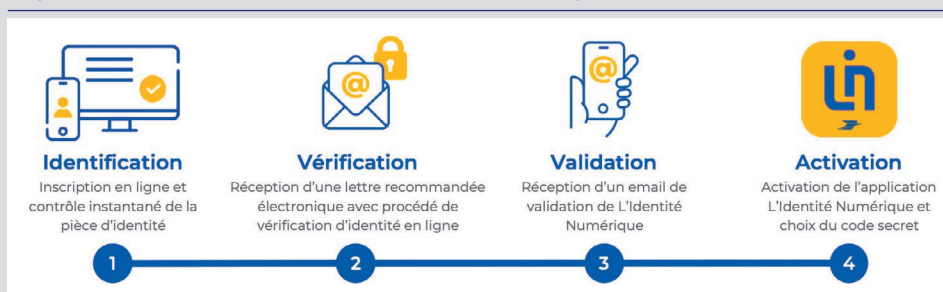 Identification
Inscription en ligne et
contrôle instantané de la
pièce d'identité
1
Vérification
Réception d'une lettre recommandée
électronique avec procédé de
vérification d'identité en ligne
2
Validation
Réception d'un email de
validation de L'Identité
Numérique
3
Activation
Activation de l'application
L'Identité Numérique et
choix du code secret
4